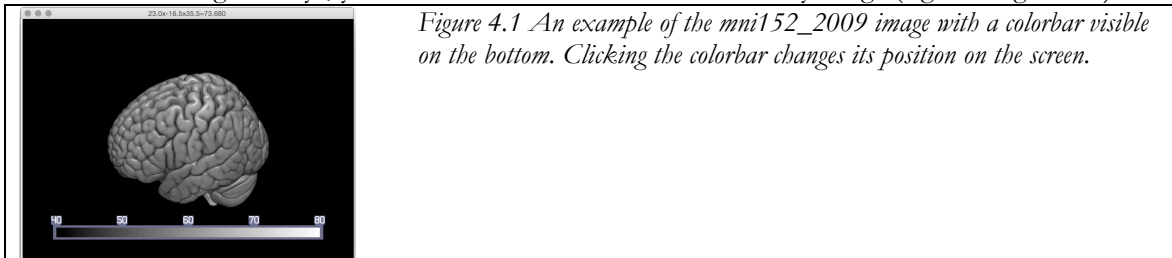 23.0x-16.5x35.5=73.680
Figure 4.1 An example of the mni152_2009 image with a colorbar visible
on the bottom. Clicking the colorbar changes its position on the screen.
40 50 60 70 80